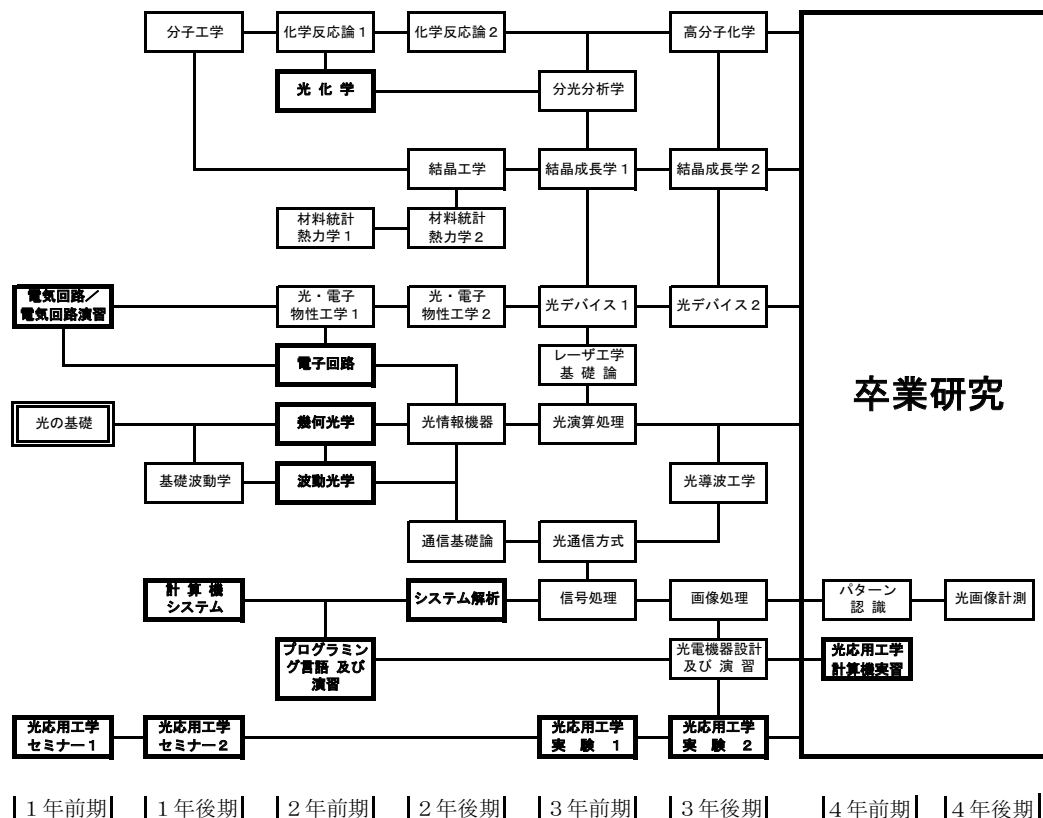 分子工学
化学反応論1
化学反応論2
高分子化学
光 化 学
分光分析学
結晶工学
結晶成長学1
結晶成長学2
材料統計
熱力学1
材料統計
熱力学2
電気回路／
電気回路演習
光・電子
物性工学1
光・電子
物性工学2
光デバイス1
光デバイス2
電子回路
レーザ工学
基 礎 論
卒業研究
光の基礎
幾何光学
光情報機器
光演算処理
基礎波動学
波動光学
光導波工学
通信基礎論
光通信方式
計 算 機
システム
システム解析
信号処理
画像処理
パターン
認 識
光画像計測
プログラミン
グ言語 及び
演習
光電機器設計
及び 演 習
光応用工学
計算機実習
光応用工学
セミナー1
光応用工学
セミナー2
光応用工学
実 験 1
光応用工学
実 験 2
1年前期
1年後期
2年前期
2年後期
3年前期
3年後期
4年前期
4年後期